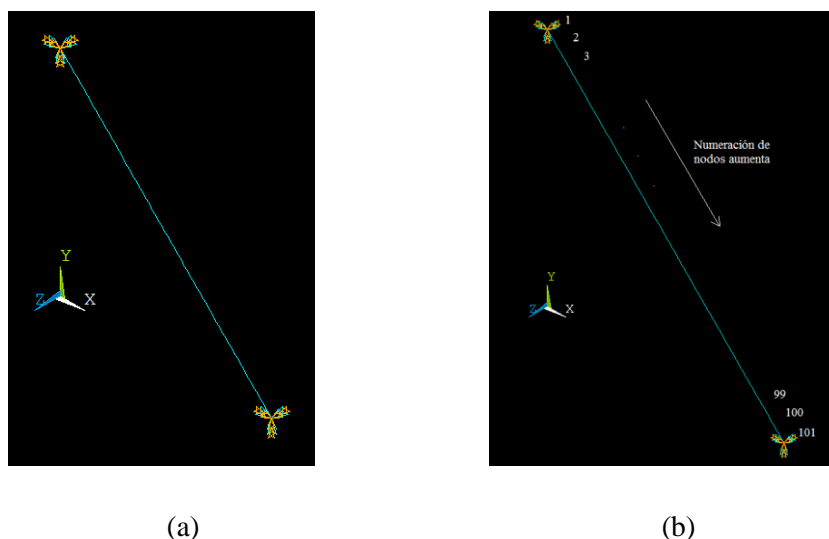 Y
Z
X
(a)
1
2
3
Numeración de
nodos aumenta
Y
Z
X
99
100
101
(b)